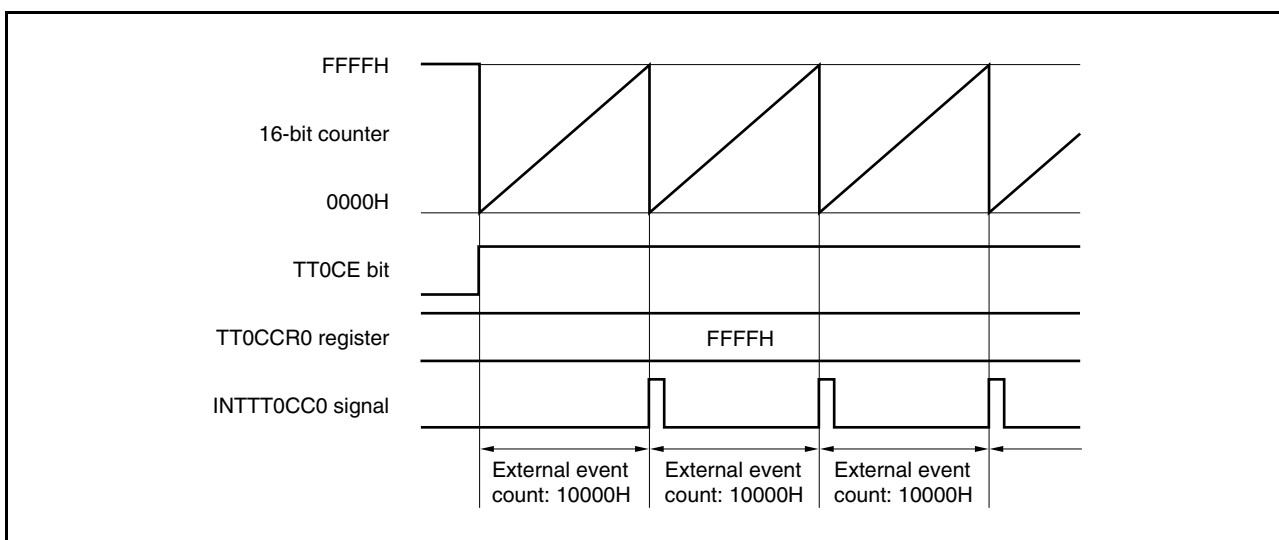 FFFFH
16-bit counter
0000H
TT0CE bit
TT0CCR0 register
FFFFH
INTTT0CC0 signal
External event
count: 10000H
External event
count: 10000H
External event
count: 10000H